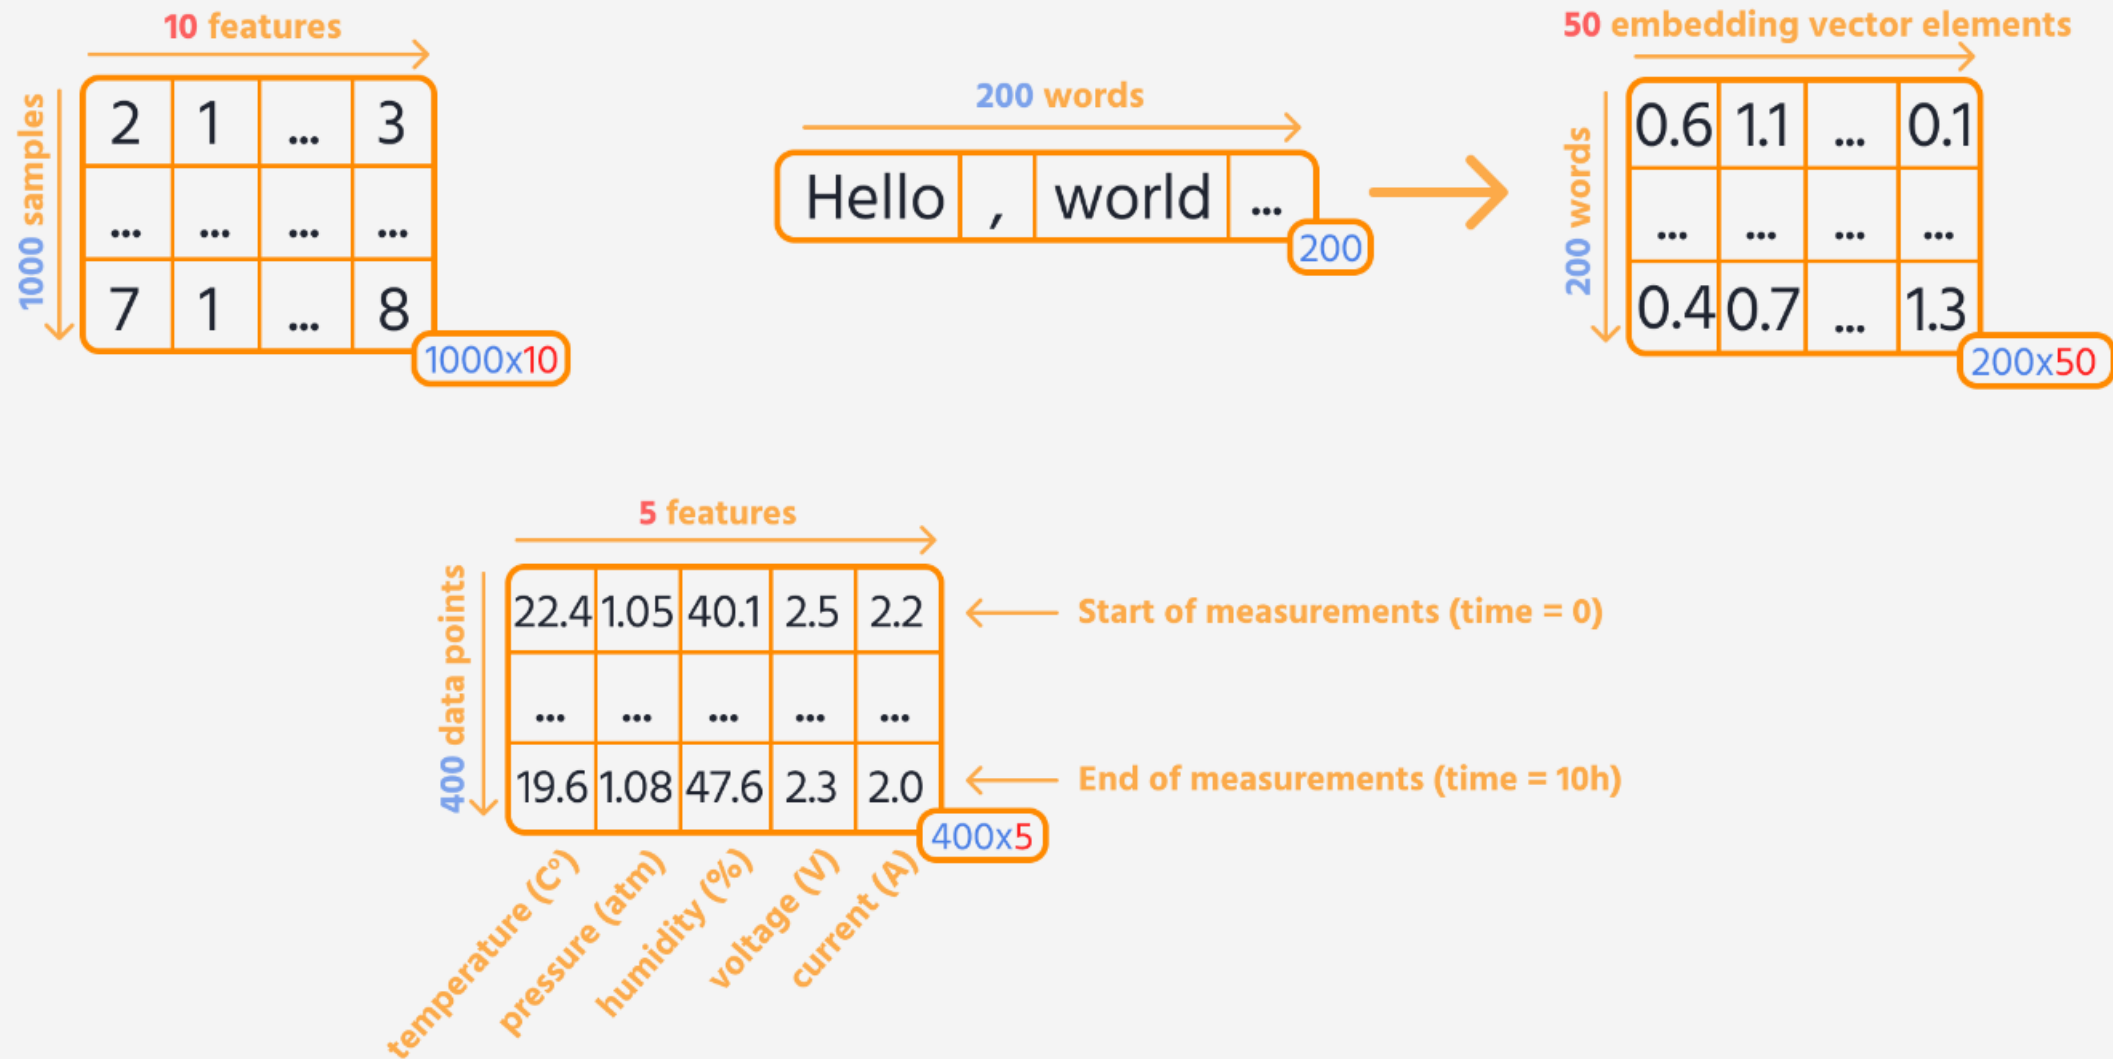 10 features
1000 samples
2 1 ... 3
... ... ... ...
7 1 ... 8
1000x10
200 words
Hello , world ...
200
50 embedding vector elements
200 words
0.6 1.1 ... 0.1
... ... ... ...
0.4 0.7 ... 1.3
200x50
5 features
400 data points
22.4 1.05 40.1 2.5 2.2
... ... ... ... ...
19.6 1.08 47.6 2.3 2.0
400x5
Start of measurements (time = 0)
End of measurements (time = 10h)
temperature (C°)
pressure (atm)
humidity (%)
voltage (V)
current (A)